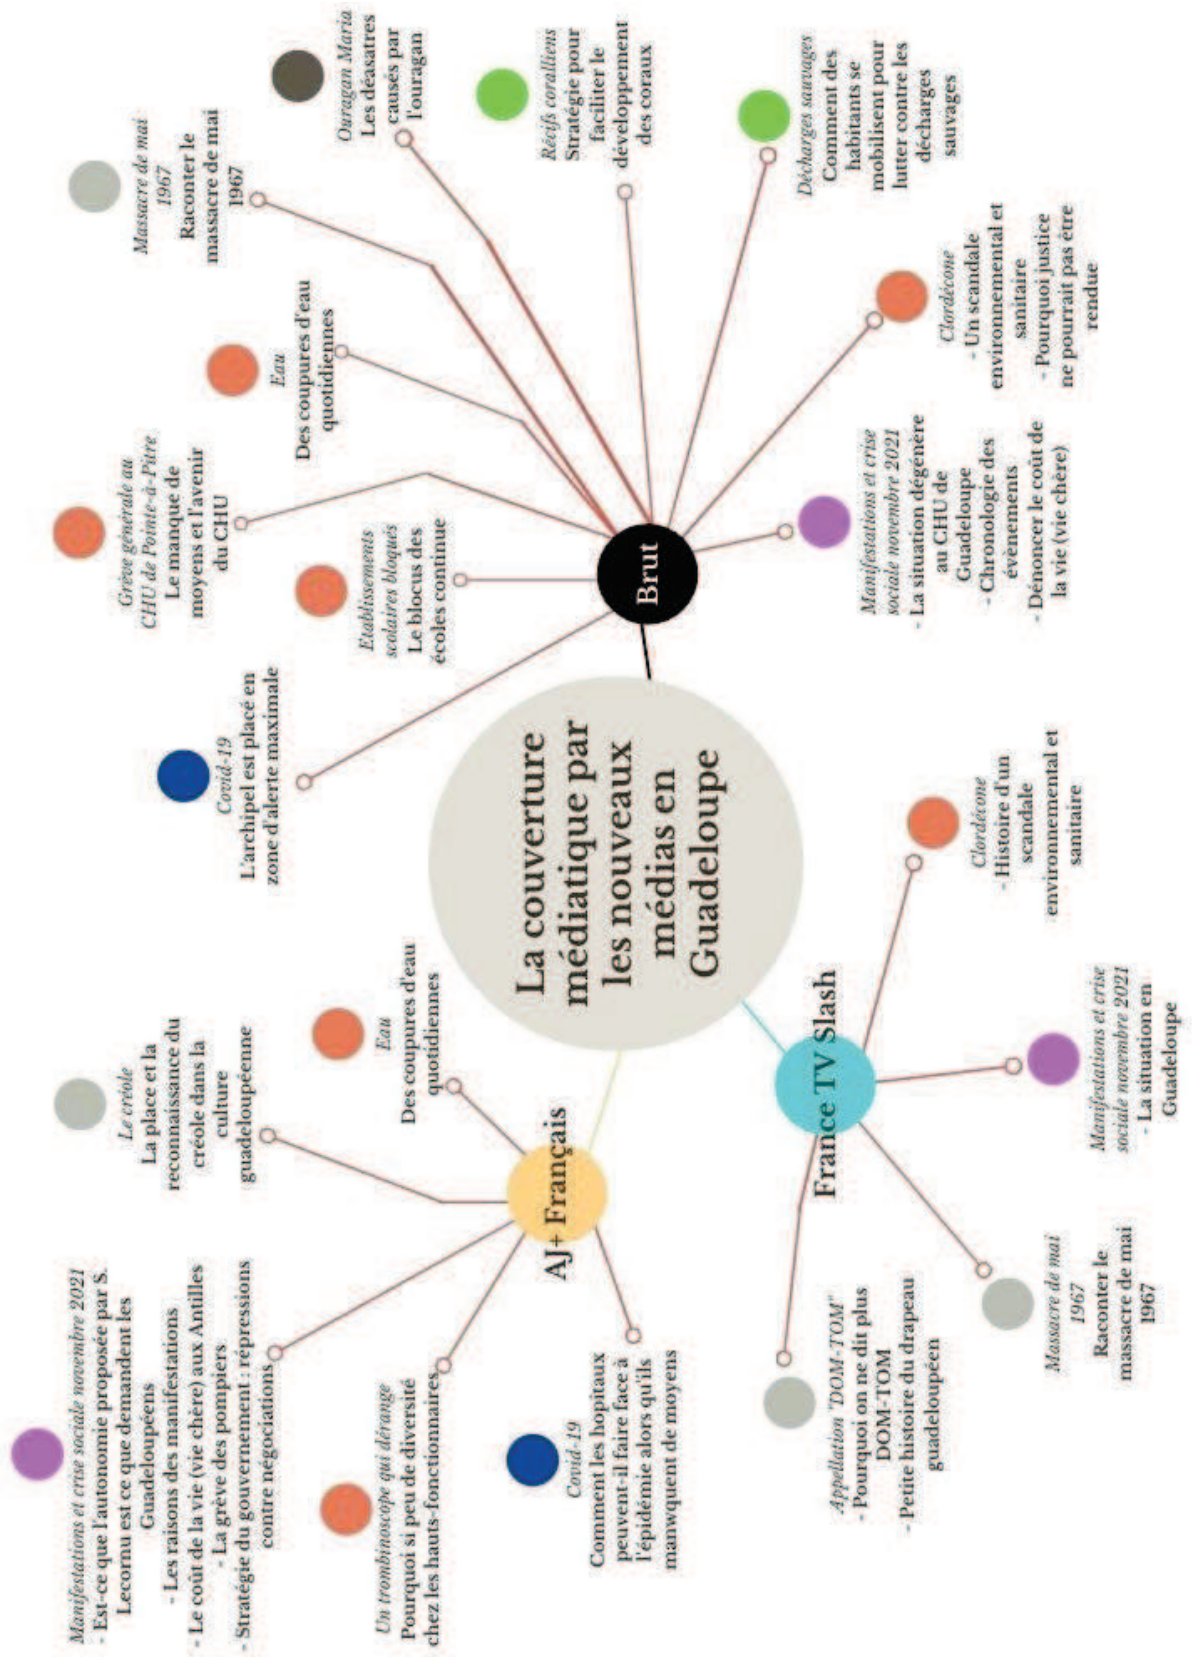 La couverture
médiatique par
les nouveaux
médias en
Guadeloupe
AJ+ Français
Manifestations et crise sociale novembre 2021
- Est-ce que l'autonomie proposée par S.
Lecornu est ce que demandent les
Guadeloupéens
- Les raisons des manifestations
- Le coût de la vie (vie chère) aux Antilles
- La grève des pompiers
- Stratégie du gouvernement : répressions
contre négociations
Le créole
La place et la
reconnaissance du
créole dans la
culture
guadeloupéenne
Eau
Des coupures d'eau
quotidiennes
Un trombinoscope qui dérange
Pourquoi si peu de diversité
chez les hauts-fonctionnaires
Covid-19
Comment les hopitaux
peuvent-il faire face à
l'épidémie alors qu'ils
manwquent de moyens
Brut
Covid-19
L'archipel est placé en
zone d'alerte maximale
Grève générale au
CHU de Pointe-à-Pitre
Le manque de
moyens et l'avenir
du CHU
Etablissements
scolaires bloqués
Le blocus des
écoles continue
Eau
Des coupures d'eau
quotidiennes
Massacre de mai
1967
Raconter le
massacre de mai
1967
Ouragan Maria
Les déasatres
causés par
l'ouragan
Récifs coralliens
Stratégie pour
faciliter le
développement
des coraux
Décharges sauvages
Comment des
habitants se
mobilisent pour
lutter contre les
décharges
sauvages
Clordécone
- Un scandale
environnemental et
sanitaire
- Pourquoi justice
ne pourrait pas être
rendue
Manifestations et crise
sociale novembre 2021
- La situation dégénère
au CHU de
Guadeloupe
- Chronologie des
évènements
- Dénoncer le coût de
la vie (vie chère)
France TV Slash
Appellation "DOM-TOM"
- Pourquoi on ne dit plus
DOM-TOM
- Petite histoire du drapeau
guadeloupéen
Massacre de mai
1967
Raconter le
massacre de mai
1967
Manifestations et crise
sociale novembre 2021
- La situation en
Guadeloupe
Clordécone
- Histoire d'un
scandale
environnemental et
sanitaire